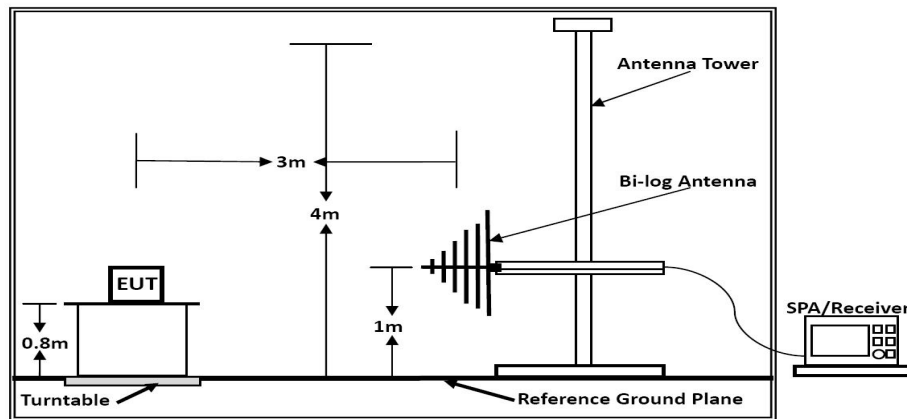 Antenna Tower
3m
Bi-log Antenna
4m
EUT
SPA/Receiver
0.8m
1m
Turntable
Reference Ground Plane